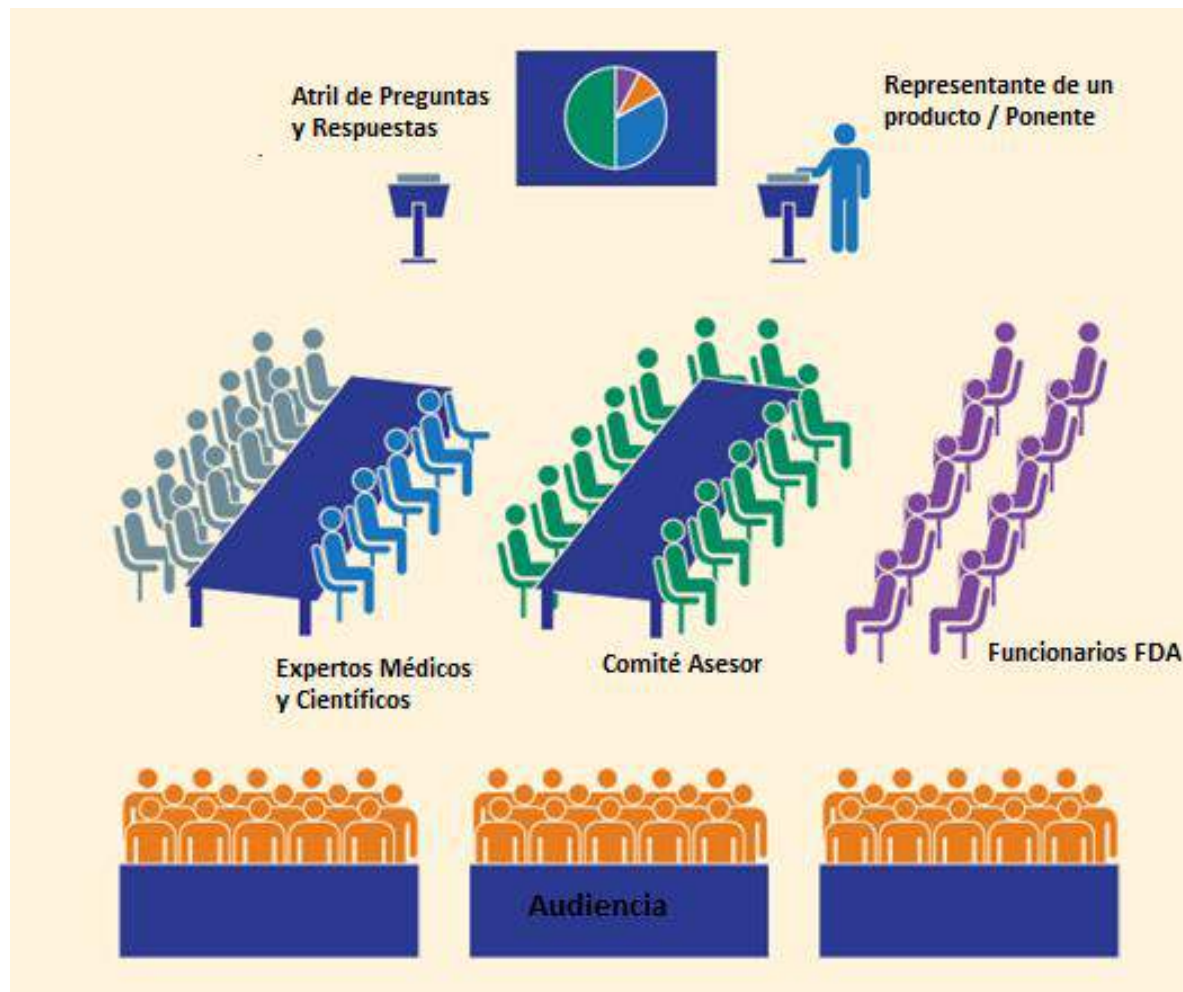 Atril de Preguntas
y Respuestas
Representante de un
producto / Ponente
Expertos Médicos
y Científicos
Comité Asesor
Funcionarios FDA
Audiencia